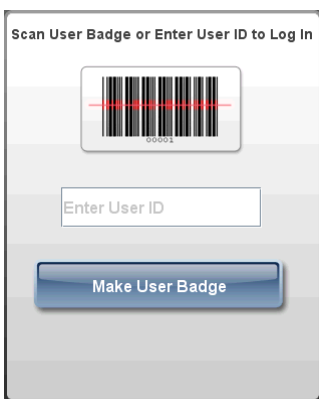 Scan User Badge or Enter User ID to Log In
00001
Enter User ID
Make User Badge